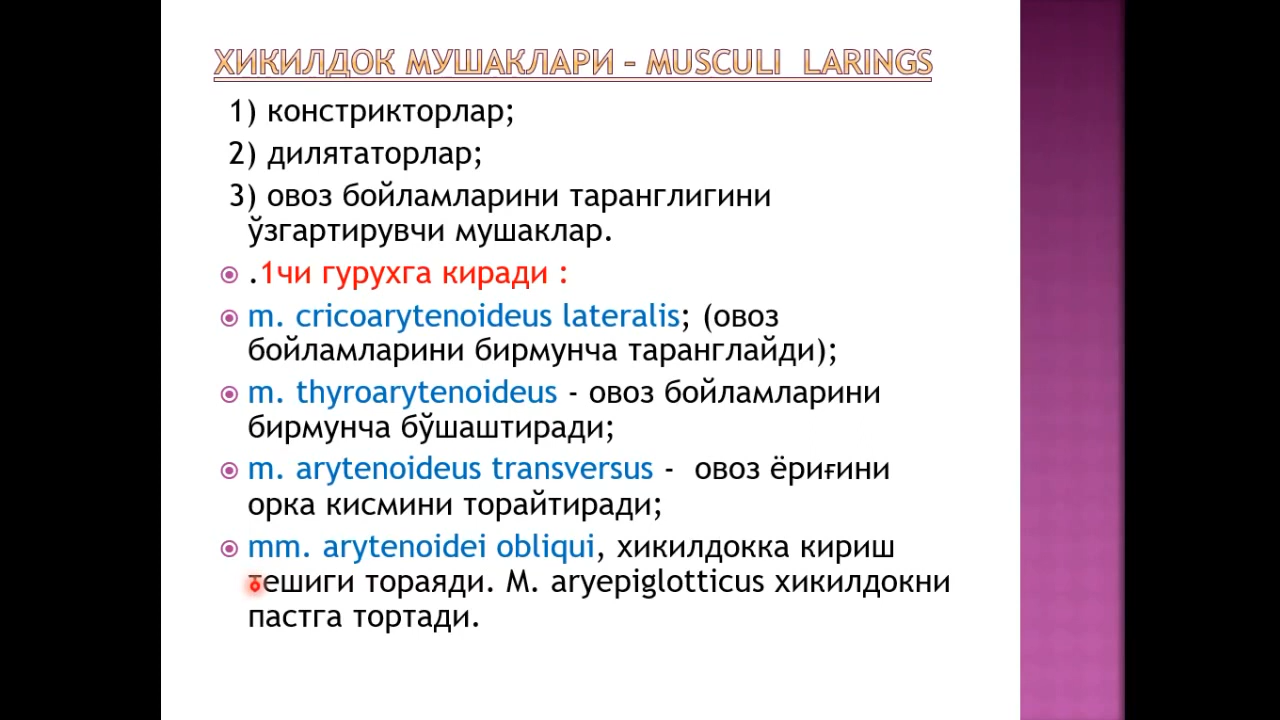 ХИКИЛДОК МУШАКЛАРИ – MUSCULI LARINGS
1) констрикторлар;
2) дилятаторлар;
3) овоз бойламларини таранглигини
ўзгартирувчи мушаклар.
.1чи гурухга киради :
m. cricoarytenoideus lateralis; (овоз
бойламларини бирмунча таранглайди);
m. thyroarytenoideus - овоз бойламларини
бирмунча бўшаштиради;
m. arytenoideus transversus - овоз ёриғини
орка кисмини торайтиради;
mm. arytenoidei obliqui, хикилдокка кириш
тешиги тораяди. M. aryepiglotticus хикилдокни
пастга тортади.